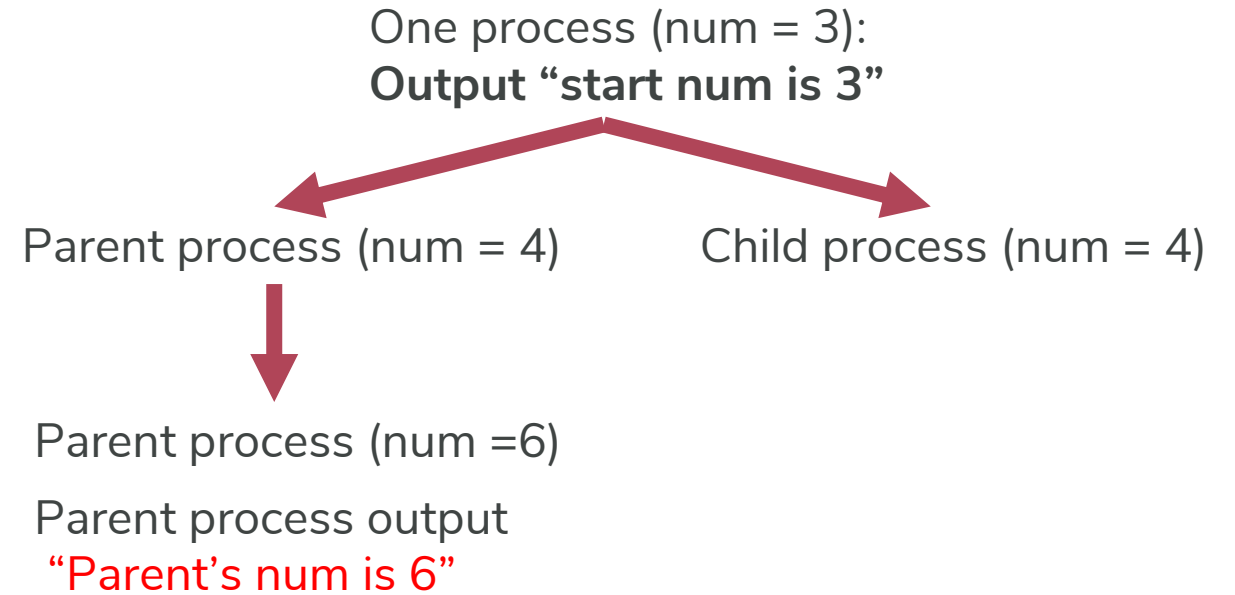 One process (num = 3):
Output “start num is 3”
Parent process (num = 4)
Child process (num = 4)
Parent process (num =6)
Parent process output
“Parent’s num is 6”